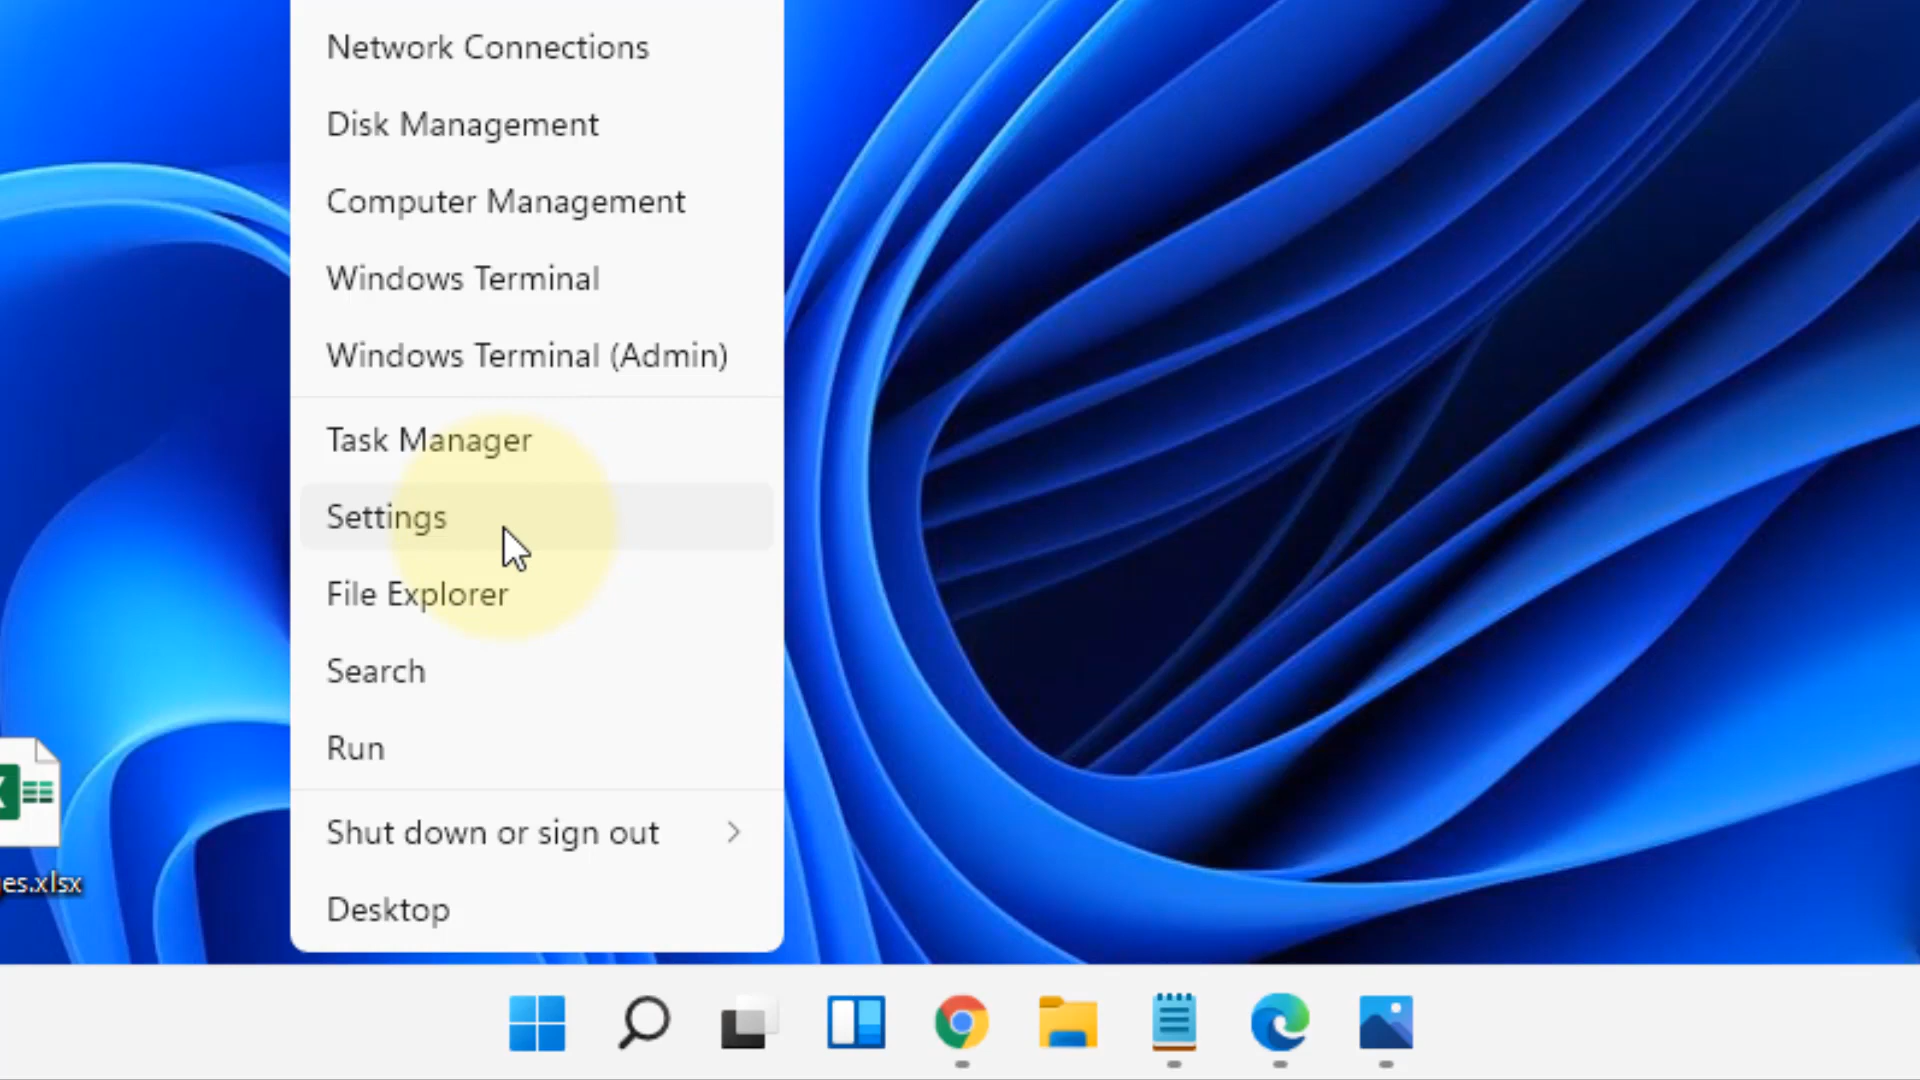 Network Connections
Disk Management
Computer Management
Windows Terminal
Windows Terminal (Admin)
Task Manager
Settings
File Explorer
Search
Run
Shut down or sign out
Desktop
es.xlsx